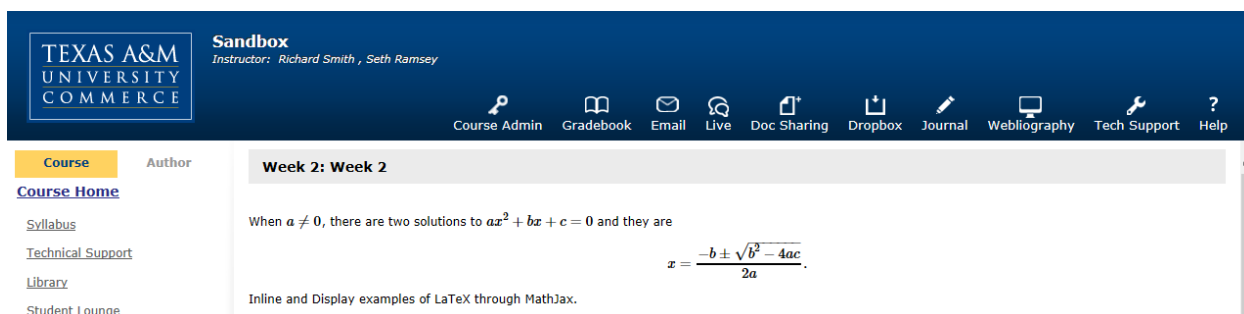 TEXAS A&M
UNIVERSITY
COMMERCE
Sandbox
Instructor: Richard Smith , Seth Ramsey
Course Admin Gradebook Email Live Doc Sharing Dropbox Journal Webliography Tech Support Help
Course Author
Course Home
Syllabus
Technical Support
Library
Student Lounge
Week 2: Week 2
When a ≠ 0, there are two solutions to ax² + bx + c = 0 and they are
x = (−b ± √(b² − 4ac)) / 2a.
Inline and Display examples of LaTeX through MathJax.